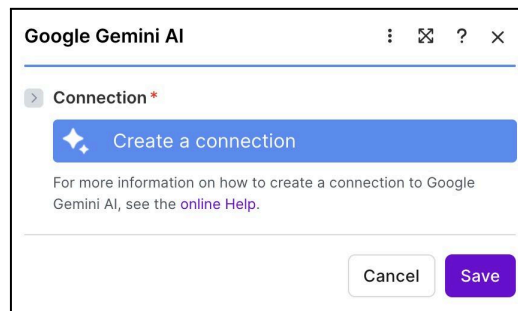 Google Gemini AI ?
Connection *
Create a connection
For more information on how to create a connection to Google
Gemini AI, see the online Help.
Cancel Save